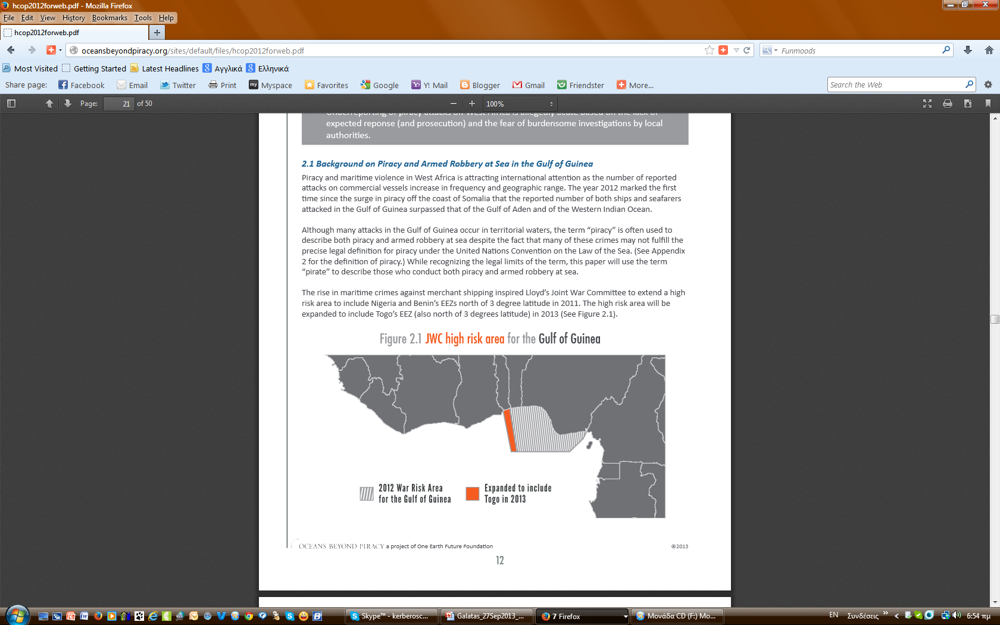 hcop2012forweb.pdf - Mozilla Firefox
File Edit View History Bookmarks Tools Help
hcop2012forweb.pdf
oceansbeyondpiracy.org/sites/default/files/hcop2012forweb.pdf
Funmoods
Most Visited Getting Started Latest Headlines Αγγλικά Ελληνικά
Share page: Facebook Email Twitter Print Myspace Favorites Google Y! Mail Blogger Gmail Friendster More...
Search the Web
Page: 21 of 50
100%
Underreporting of piracy attacks off West Africa is allegedly acute based on the lack of
expected reponse (and prosecution) and the fear of burdensome investigations by local
authorities.
2.1 Background on Piracy and Armed Robbery at Sea in the Gulf of Guinea
Piracy and maritime violence in West Africa is attracting international attention as the number of reported
attacks on commercial vessels increase in frequency and geographic range. The year 2012 marked the first
time since the surge in piracy off the coast of Somalia that the reported number of both ships and seafarers
attacked in the Gulf of Guinea surpassed that of the Gulf of Aden and of the Western Indian Ocean.
Although many attacks in the Gulf of Guinea occur in territorial waters, the term “piracy” is often used to
describe both piracy and armed robbery at sea despite the fact that many of these crimes may not fulfill the
precise legal definition for piracy under the United Nations Convention on the Law of the Sea. (See Appendix
2 for the definition of piracy.) While recognizing the legal limits of the term, this paper will use the term
“pirate” to describe those who conduct both piracy and armed robbery at sea.
The rise in maritime crimes against merchant shipping inspired Lloyd’s Joint War Committee to extend a high
risk area to include Nigeria and Benin’s EEZs north of 3 degree latitude in 2011. The high risk area will be
expanded to include Togo’s EEZ (also north of 3 degrees latitude) in 2013 (See Figure 2.1).
Figure 2.1 JWC high risk area for the Gulf of Guinea
2012 War Risk Area
for the Gulf of Guinea
Expanded to include
Togo in 2013
OCEANS BEYOND PIRACY a project of One Earth Future Foundation
©2013
12
Skype™ - kerberosc...
Galatas_27Sep2013_...
7 Firefox
Μονάδα CD (F:) Mo...
EN Συνδέσεις 6:54 πμ